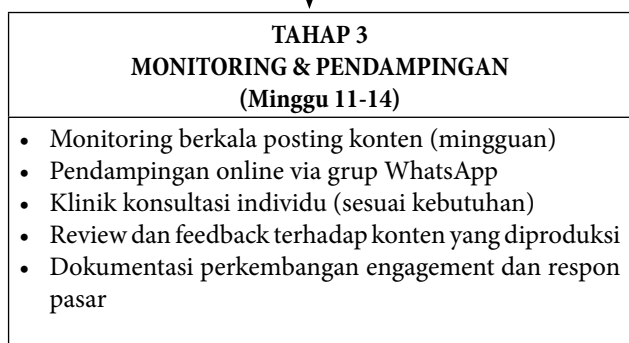 TAHAP 3
MONITORING & PENDAMPINGAN
(Minggu 11-14)
• Monitoring berkala posting konten (mingguan)
• Pendampingan online via grup WhatsApp
• Klinik konsultasi individu (sesuai kebutuhan)
• Review dan feedback terhadap konten yang diproduksi
• Dokumentasi perkembangan engagement dan respon
pasar